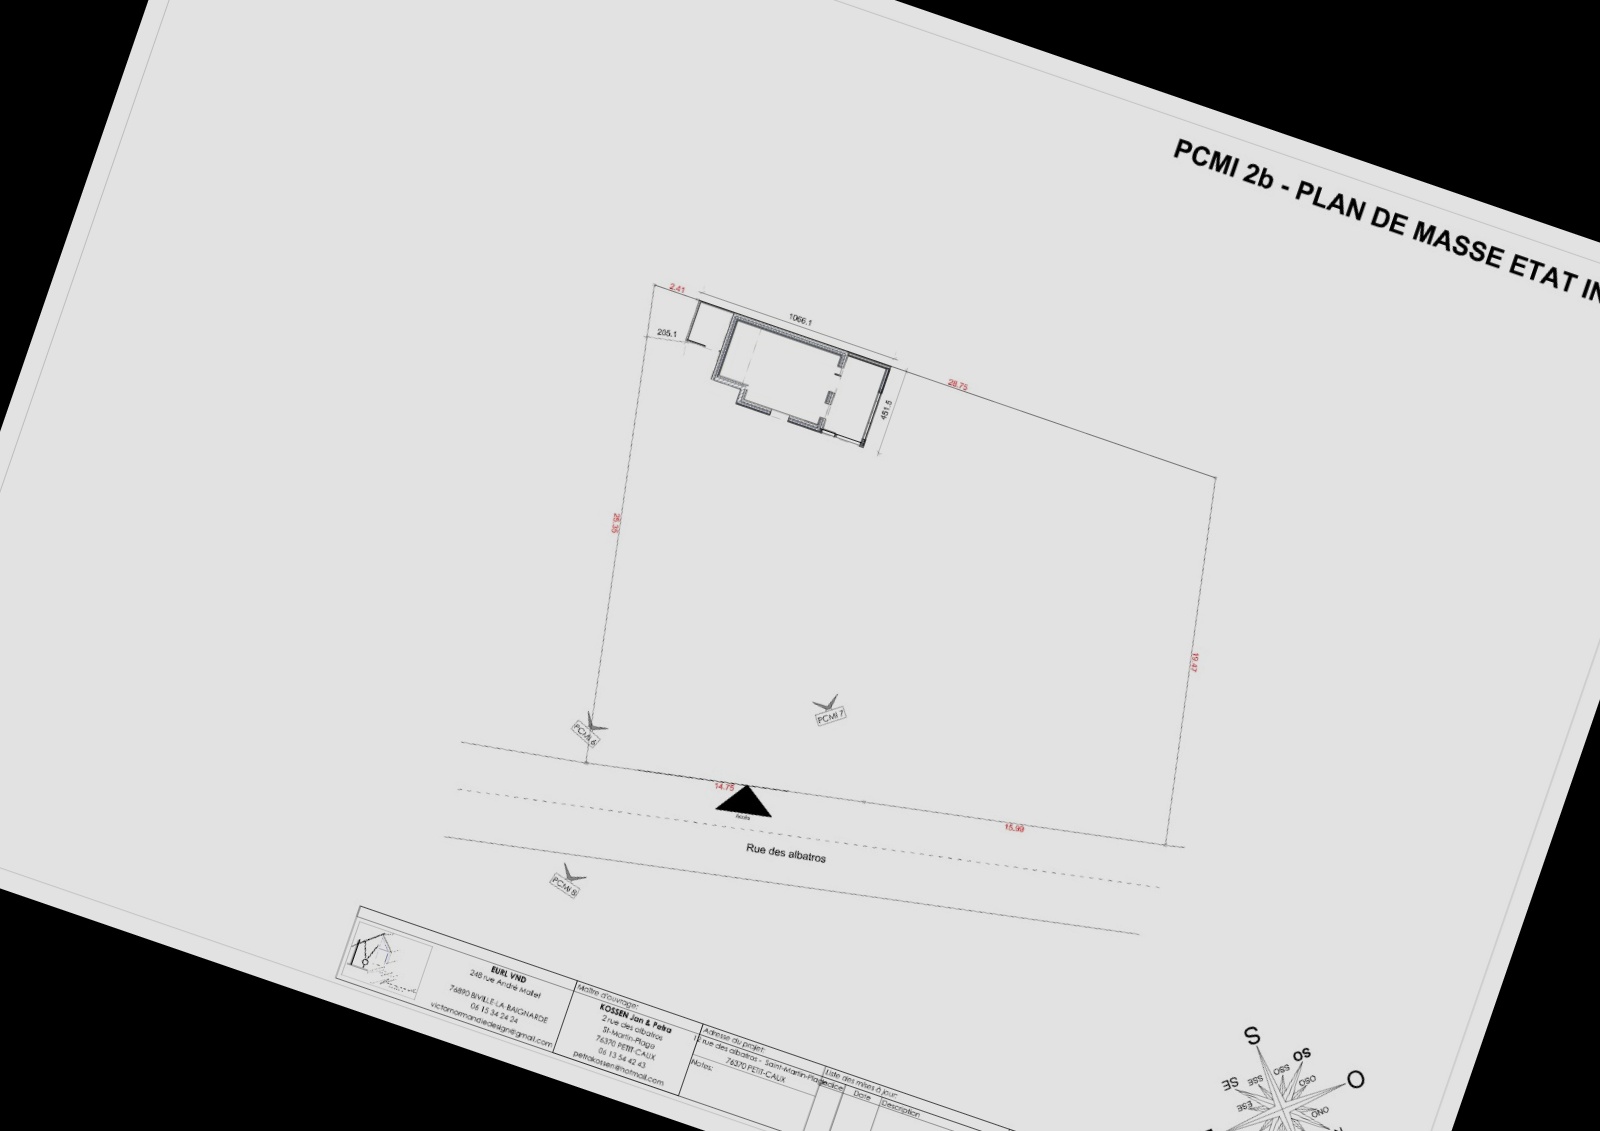 PCMI 2b - PLAN DE MASSE ETAT IN
2.41
1066.1
205.1
28.75
451.5
19.47
PCMI 7
PCMI 6
14.75
Accès
15.99
Rue des albatros
PCMI 8
EURL VND
248 rue André Mallet
76890 BIVILLE-LA-BAIGNARDE
06 15 34 24 24
victornormandiedesign@gmail.com
Maître d'ouvrage:
KOSSEN Jan & Petra
2 rue des albatros
St-Martin-Plage
76370 PETIT-CAUX
06 13 54 42 43
petrakossen@hotmail.com
Adresse du projet:
12 rue des albatros - Saint-Martin-Plage
76370 PETIT-CAUX
Notes:
Liste des mises à jour:
Indice
Date
Description
S
SO
SSO
OSO
O
ONO
SSE
SE
ESE